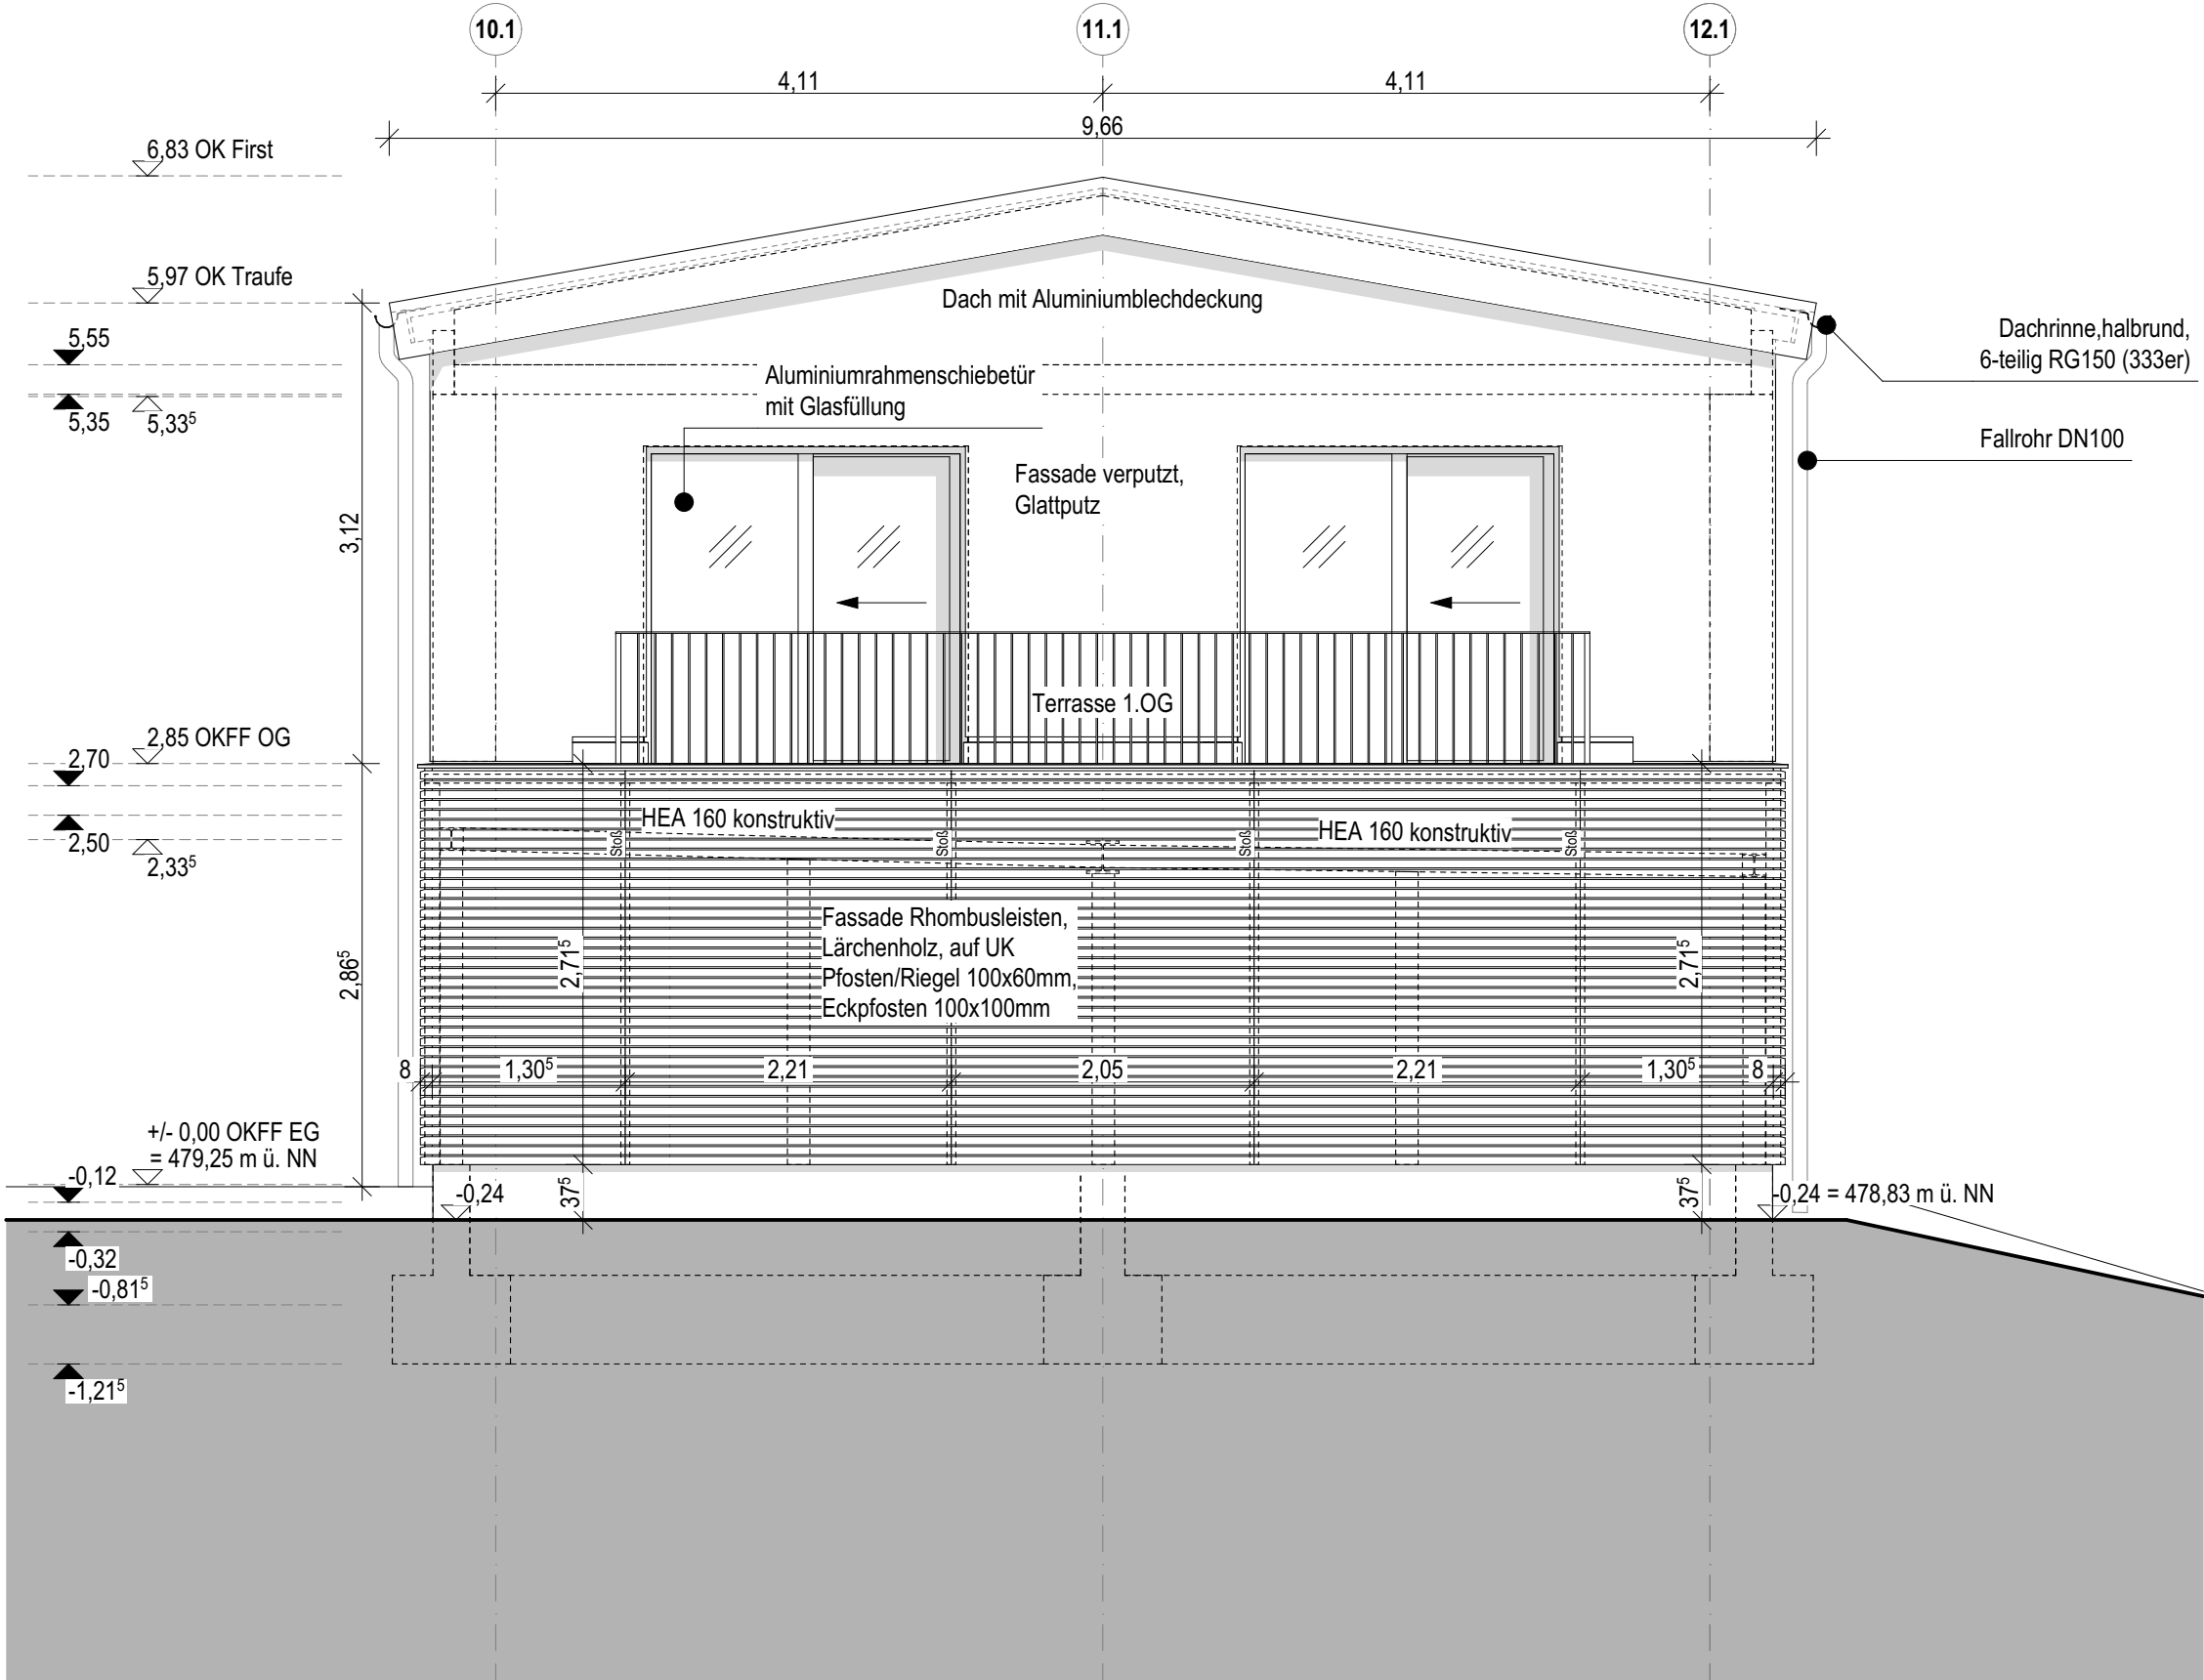 10.1
11.1
12.1
4,11
4,11
9,66
6,83 OK First
5,97 OK Traufe
5,55
5,35
5,33⁵
Dach mit Aluminiumblechdeckung
Dachrinne,halbrund,
6-teilig RG150 (333er)
Aluminiumrahmenschiebetür
mit Glasfüllung
Fallrohr DN100
Fassade verputzt,
Glattputz
3,12
Terrasse 1.OG
2,85 OKFF OG
2,70
2,50
2,33⁵
HEA 160 konstruktiv
HEA 160 konstruktiv
Stoß
Stoß
Stoß
Stoß
Fassade Rhombusleisten,
Lärchenholz, auf UK
Pfosten/Riegel 100x60mm,
Eckpfosten 100x100mm
2,86⁵
2,71⁵
2,71⁵
8
1,30⁵
2,21
2,05
2,21
1,30⁵
8
+/- 0,00 OKFF EG
= 479,25 m ü. NN
-0,12
-0,24
37⁵
37⁵
-0,24 = 478,83 m ü. NN
-0,32
-0,81⁵
-1,21⁵